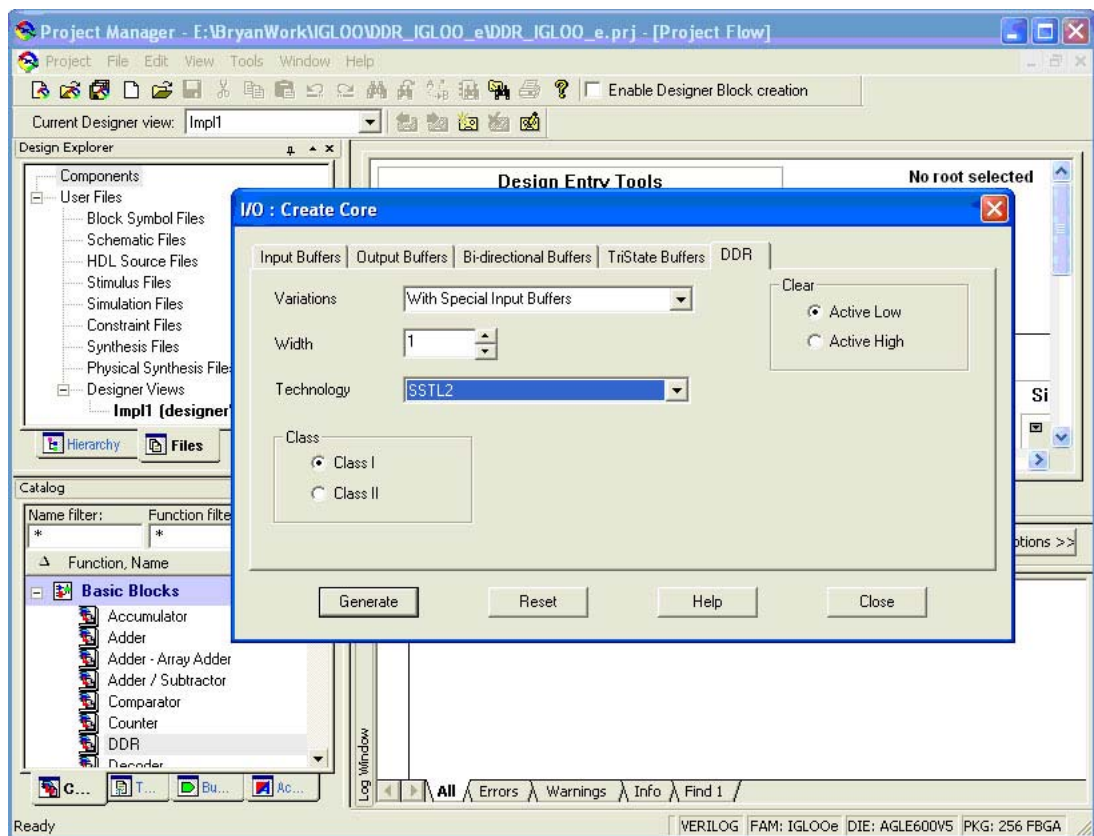 Project Manager - E:\BryanWork\IGLOO\DDR_IGLOO_e\DDR_IGLOO_e.prj - [Project Flow]
Project File Edit View Tools Window Help
Enable Designer Block creation
Current Designer view: Impl1
Design Explorer
Components
User Files
Block Symbol Files
Schematic Files
HDL Source Files
Stimulus Files
Simulation Files
Constraint Files
Synthesis Files
Physical Synthesis File
Designer Views
Impl1 (designer
Hierarchy Files
Design Entry Tools
No root selected
Si
I/O : Create Core
Input Buffers Output Buffers Bi-directional Buffers TriState Buffers DDR
Variations With Special Input Buffers
Width 1
Technology SSTL2
Clear
Active Low
Active High
Class
Class I
Class II
Generate Reset Help Close
ptions >>
Catalog
Name filter: Function filte
* *
Function, Name
Basic Blocks
Accumulator
Adder
Adder - Array Adder
Adder / Subtractor
Comparator
Counter
DDR
Decoder
C... T... Bu... Ac...
Log Window
All Errors Warnings Info Find 1
Ready
VERILOG FAM: IGLOOe DIE: AGLE600V5 PKG: 256 FBGA